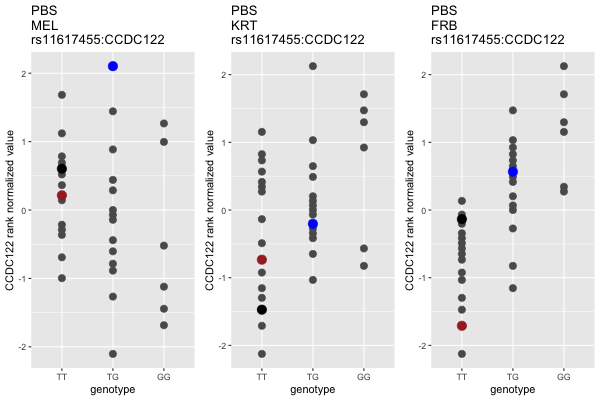 PBS
MEL
rs11617455:CCDC122
CCDC122 rank normalized value
2
1
0
-1
-2
TT TG GG
genotype
PBS
KRT
rs11617455:CCDC122
CCDC122 rank normalized value
2
1
0
-1
-2
TT TG GG
genotype
PBS
FRB
rs11617455:CCDC122
CCDC122 rank normalized value
2
1
0
-1
-2
TT TG GG
genotype